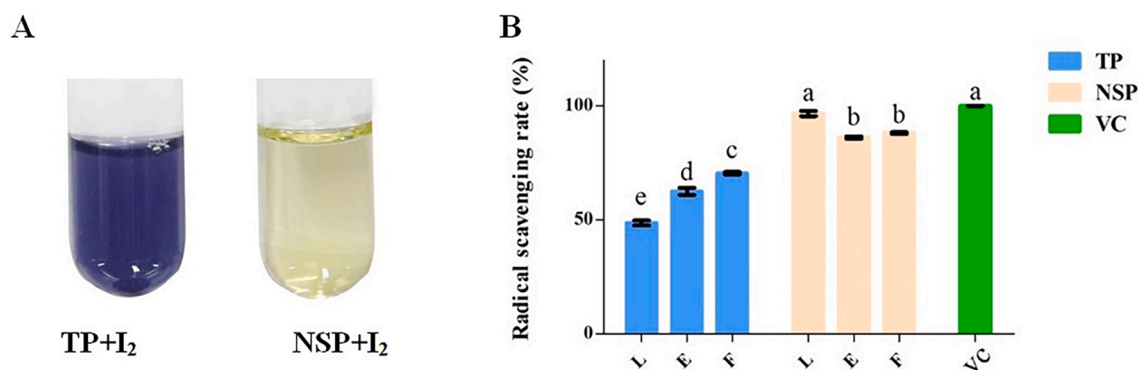 A
TP+I₂
NSP+I₂
B
Radical scavenging rate (%)
100
50
0
e
d
c
a
b
b
a
L
E
F
L
E
F
VC
TP
NSP
VC